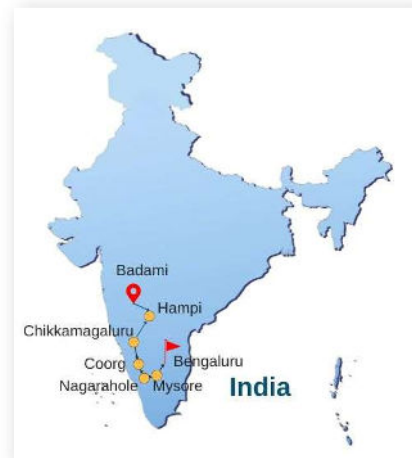 Badami
Hampi
Chikkamagaluru
Coorg
Bengaluru
Nagarahole
Mysore
India